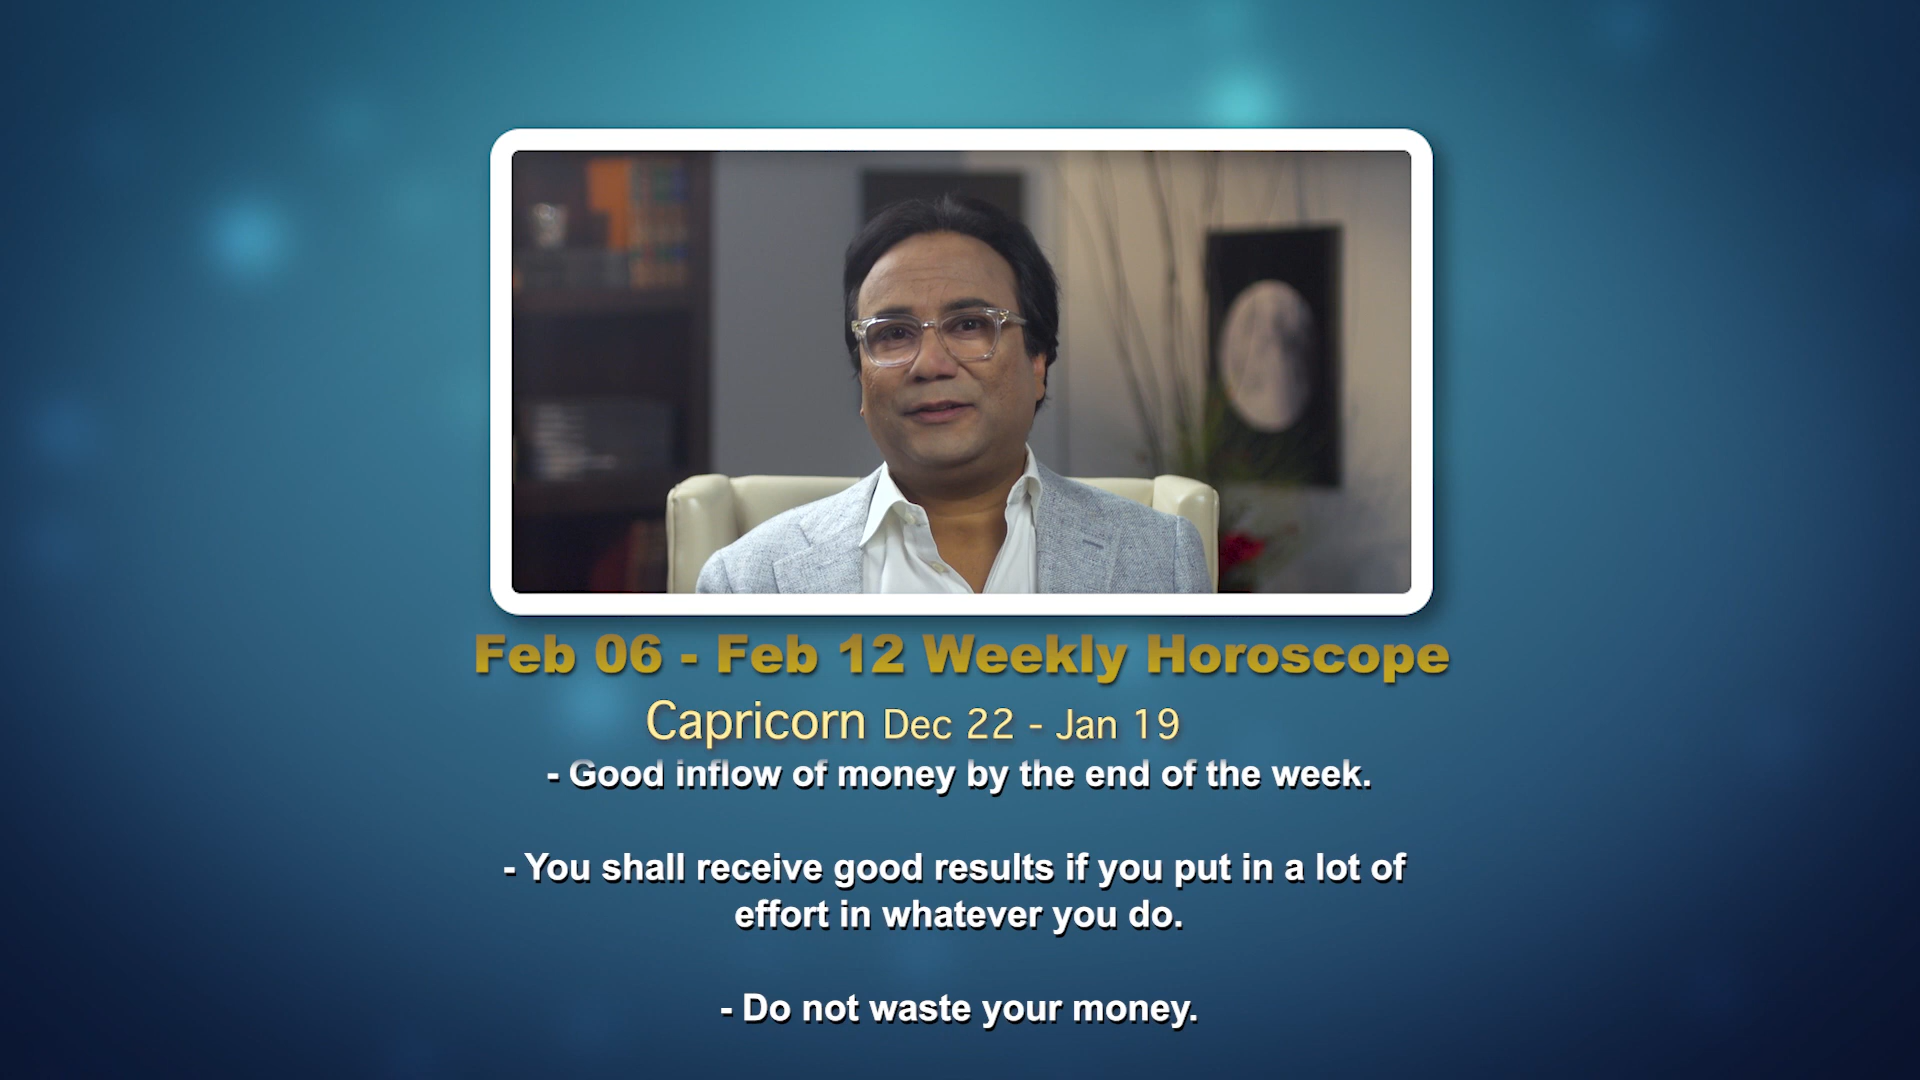 Feb 06 - Feb 12 Weekly Horoscope
Capricorn Dec 22 - Jan 19
- Good inflow of money by the end of the week.
- You shall receive good results if you put in a lot of
effort in whatever you do.
- Do not waste your money.